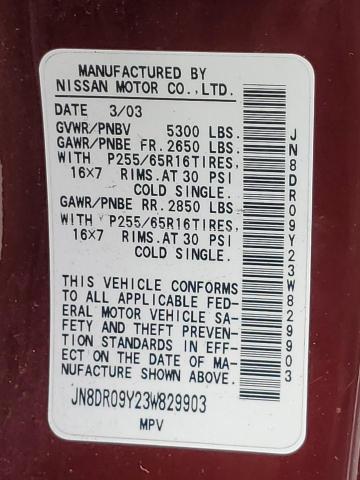 MANUFACTURED BY
NISSAN MOTOR CO.,LTD.
DATE 3/03
GVWR/PNBV 5300 LBS.
GAWR/PNBE FR. 2650 LBS.
WITH P255/65R16TIRES,
16×7 RIMS.AT 30 PSI
COLD SINGLE.
GAWR/PNBE RR. 2850 LBS.
WITH P255/65R16TIRES,
16×7 RIMS.AT 30 PSI
COLD SINGLE.
THIS VEHICLE CONFORMS
TO ALL APPLICABLE FED-
ERAL MOTOR VEHICLE SA-
FETY AND THEFT PREVEN-
TION STANDARDS IN EFF-
ECT ON THE DATE OF MA-
NUFACTURE SHOWN ABOVE.
JN8DR09Y23W829903
MPV
JN8DR09Y23W829903